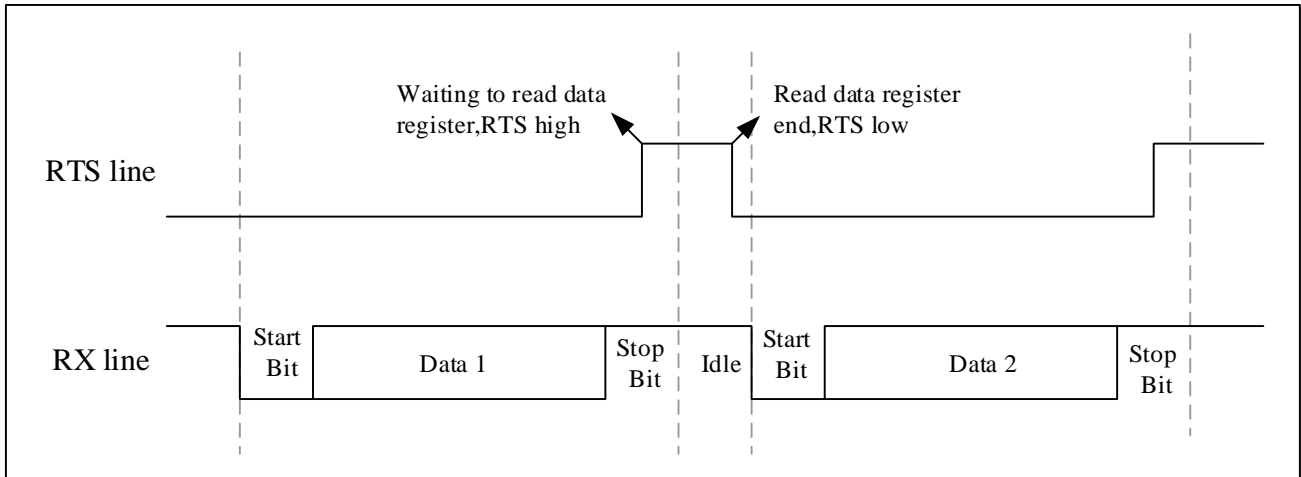 Waiting to read data
register,RTS high
Read data register
end,RTS low
RTS line
RX line
Start
Bit
Data 1
Stop
Bit
Idle
Start
Bit
Data 2
Stop
Bit